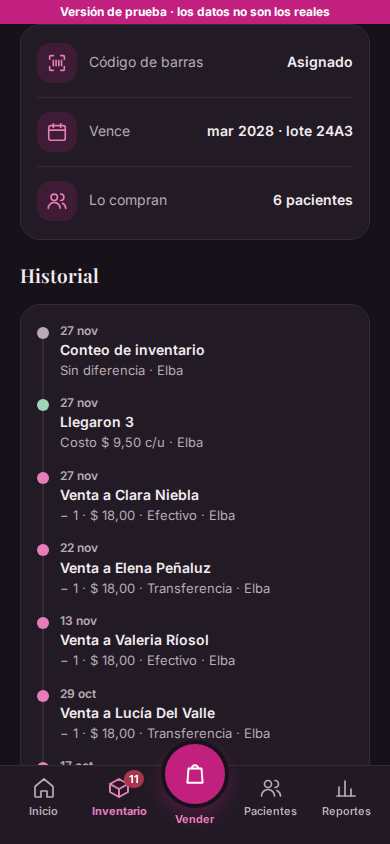 Versión de prueba · los datos no son los reales
Código de barras Asignado
Vence mar 2028 · lote 24A3
Lo compran 6 pacientes
Historial
27 nov
Conteo de inventario
Sin diferencia · Elba
27 nov
Llegaron 3
Costo $ 9,50 c/u · Elba
27 nov
Venta a Clara Niebla
− 1 · $ 18,00 · Efectivo · Elba
22 nov
Venta a Elena Peñaluz
− 1 · $ 18,00 · Transferencia · Elba
13 nov
Venta a Valeria Ríosol
− 1 · $ 18,00 · Efectivo · Elba
29 oct
Venta a Lucía Del Valle
− 1 · $ 18,00 · Transferencia · Elba
11
Inicio Inventario Vender Pacientes Reportes